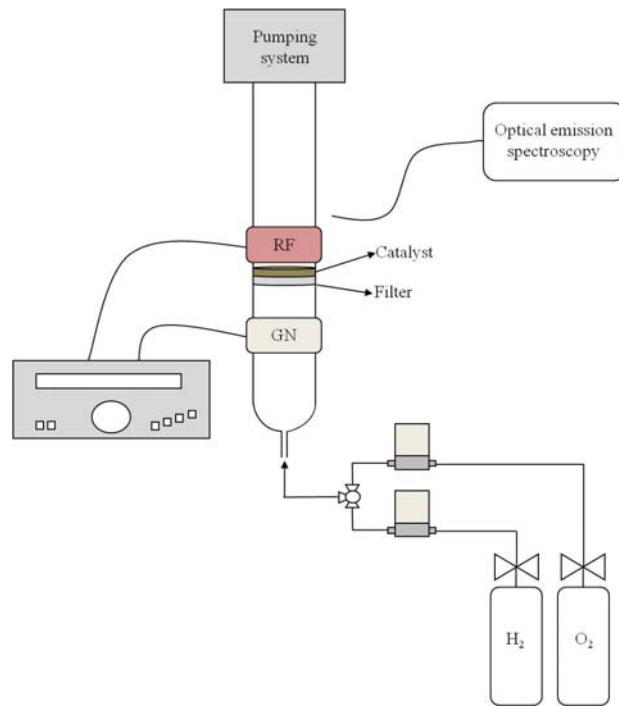 Pumping
system
Optical emission
spectroscopy
RF
Catalyst
Filter
GN
H₂
O₂